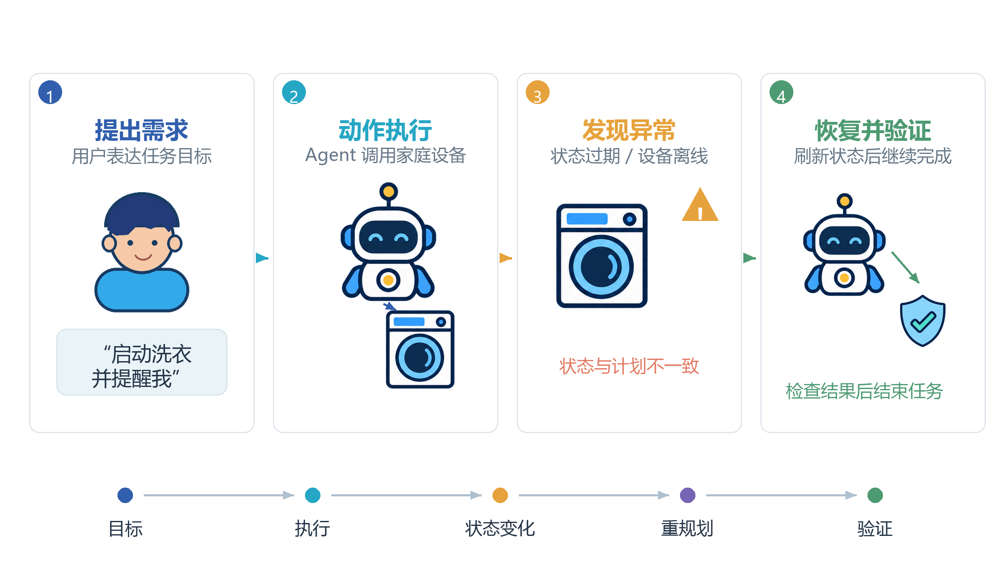 1
提出需求
用户表达任务目标
“启动洗衣
并提醒我”
2
动作执行
Agent 调用家庭设备
3
发现异常
状态过期 / 设备离线
!
状态与计划不一致
4
恢复并验证
刷新状态后继续完成
检查结果后结束任务
目标
执行
状态变化
重规划
验证